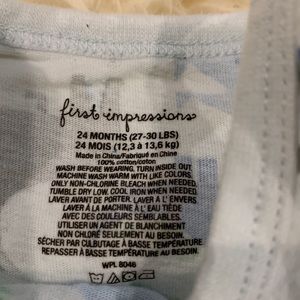 first impressions
24 MONTHS (27-30 LBS)
24 MOIS (12,3 à 13,6 kg)
Made in China/Fabriqué en Chine
100% cotton/coton
WASH BEFORE WEARING. TURN INSIDE OUT
MACHINE WASH WARM WITH LIKE COLORS.
ONLY NON-CHLORINE BLEACH WHEN NEEDED.
TUMBLE DRY LOW. COOL IRON WHEN NEEDED.
LAVER AVANT DE PORTER. LAVER À L' ENVERS
LAVER À LA MACHINE À L'EAU TIÈDE
AVEC DES COULEURS SEMBLABLES.
UTILISER UN AGENT DE BLANCHIMENT
NON CHLORÉ SEULEMENT AU BESOIN.
SÉCHER PAR CULBUTAGE À BASSE TEMPÉRATURE
REPASSER À BASSE TEMPÉRATURE AU BESOIN.
WPL 8046